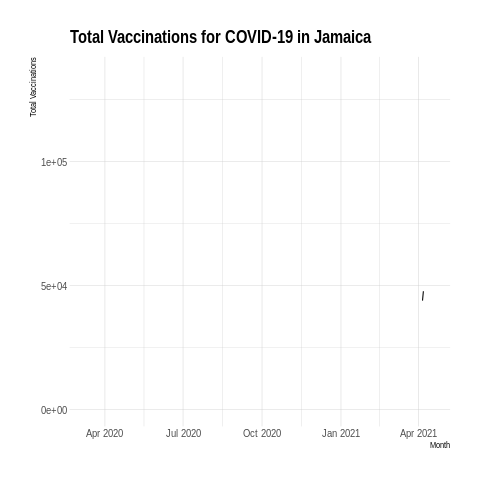 Total Vaccinations for COVID-19 in Jamaica
Total Vaccinations
1e+05
5e+04
0e+00
Apr 2020 Jul 2020 Oct 2020 Jan 2021 Apr 2021
Month